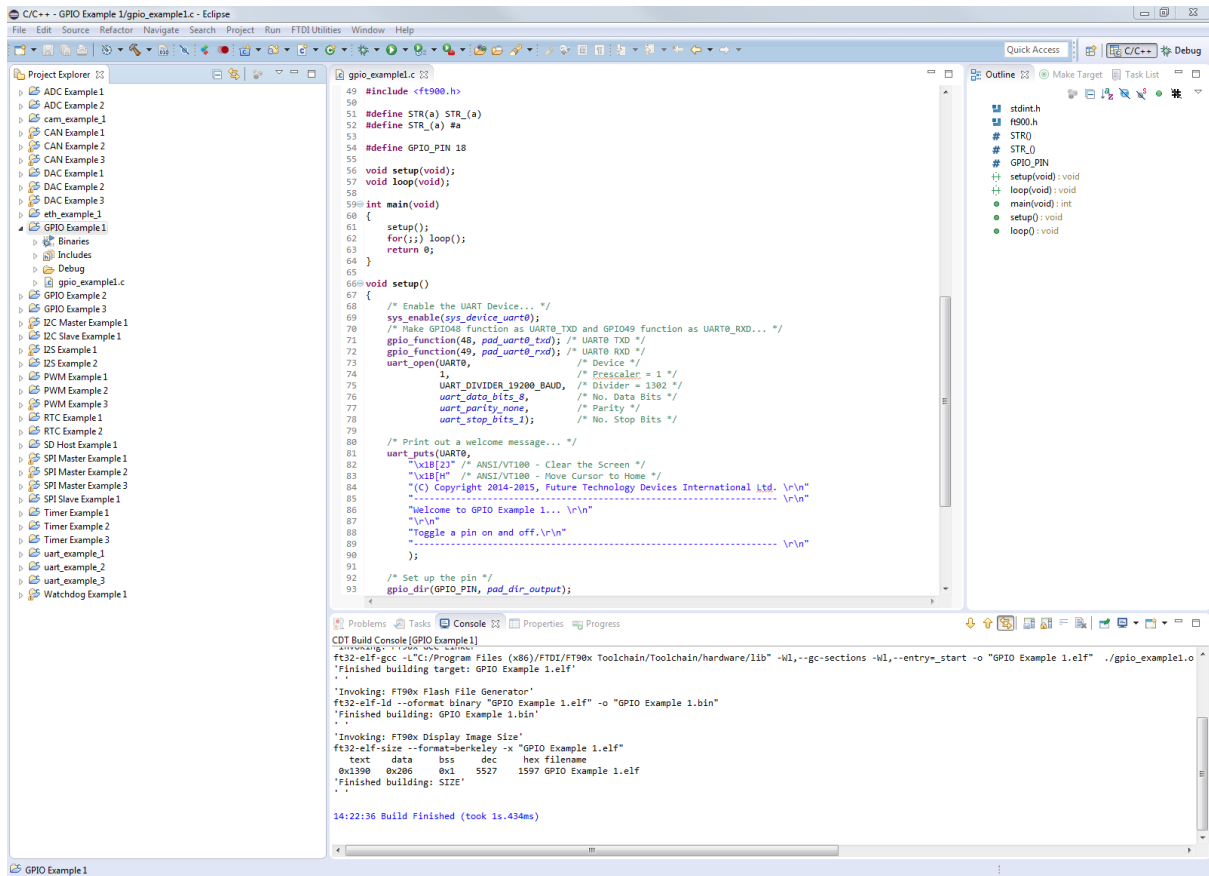 C/C++ - GPIO Example 1/gpio_example1.c - Eclipse
File Edit Source Refactor Navigate Search Project Run FTDI Utilities Window Help
Quick Access
C/C++
Debug
Project Explorer
ADC Example 1
ADC Example 2
cam_example_1
CAN Example 1
CAN Example 2
CAN Example 3
DAC Example 1
DAC Example 2
DAC Example 3
eth_example_1
GPIO Example 1
Binaries
Includes
Debug
gpio_example1.c
GPIO Example 2
GPIO Example 3
I2C Master Example 1
I2C Slave Example 1
I2S Example 1
I2S Example 2
PWM Example 1
PWM Example 2
PWM Example 3
RTC Example 1
RTC Example 2
SD Host Example 1
SPI Master Example 1
SPI Master Example 2
SPI Master Example 3
SPI Slave Example 1
Timer Example 1
Timer Example 2
Timer Example 3
uart_example_1
uart_example_2
uart_example_3
Watchdog Example 1
gpio_example1.c
49 #include <ft900.h>
50
51 #define STR(a) STR_(a)
52 #define STR_(a) #a
53
54 #define GPIO_PIN 18
55
56 void setup(void);
57 void loop(void);
58
59 int main(void)
60 {
61 setup();
62 for(;;) loop();
63 return 0;
64 }
65
66 void setup()
67 {
68 /* Enable the UART Device... */
69 sys_enable(sys_device_uart0);
70 /* Make GPIO48 function as UART0_TXD and GPIO49 function as UART0_RXD... */
71 gpio_function(48, pad_uart0_txd); /* UART0 TXD */
72 gpio_function(49, pad_uart0_rxd); /* UART0 RXD */
73 uart_open(UART0, /* Device */
74 1, /* Prescaler = 1 */
75 UART_DIVIDER_19200_BAUD, /* Divider = 1302 */
76 uart_data_bits_8, /* No. Data Bits */
77 uart_parity_none, /* Parity */
78 uart_stop_bits_1); /* No. Stop Bits */
79
80 /* Print out a welcome message... */
81 uart_puts(UART0,
82 "\x1B[2J" /* ANSI/VT100 - Clear the Screen */
83 "\x1B[H" /* ANSI/VT100 - Move Cursor to Home */
84 "(C) Copyright 2014-2015, Future Technology Devices International Ltd. \r\n"
85 "--------------------------------------------------------------------- \r\n"
86 "Welcome to GPIO Example 1... \r\n"
87 "\r\n"
88 "Toggle a pin on and off.\r\n"
89 "--------------------------------------------------------------------- \r\n"
90 );
91
92 /* Set up the pin */
93 gpio_dir(GPIO_PIN, pad_dir_output);
Outline Make Target Task List
stdint.h
ft900.h
STR()
STR_()
GPIO_PIN
setup(void) : void
loop(void) : void
main(void) : int
setup() : void
loop() : void
Problems Tasks Console Properties Progress
CDT Build Console [GPIO Example 1]
'Invoking: FT90x GCC Linker'
ft32-elf-gcc -L"C:/Program Files (x86)/FTDI/FT90x Toolchain/Toolchain/hardware/lib" -Wl,--gc-sections -Wl,--entry=_start -o "GPIO Example 1.elf" ./gpio_example1.o
'Finished building target: GPIO Example 1.elf'
' '
'Invoking: FT90x Flash File Generator'
ft32-elf-ld --oformat binary "GPIO Example 1.elf" -o "GPIO Example 1.bin"
'Finished building: GPIO Example 1.bin'
' '
'Invoking: FT90x Display Image Size'
ft32-elf-size --format=berkeley -x "GPIO Example 1.elf"
text data bss dec hex filename
0x1390 0x206 0x1 5527 1597 GPIO Example 1.elf
'Finished building: SIZE'
' '
14:22:36 Build Finished (took 1s.434ms)
GPIO Example 1